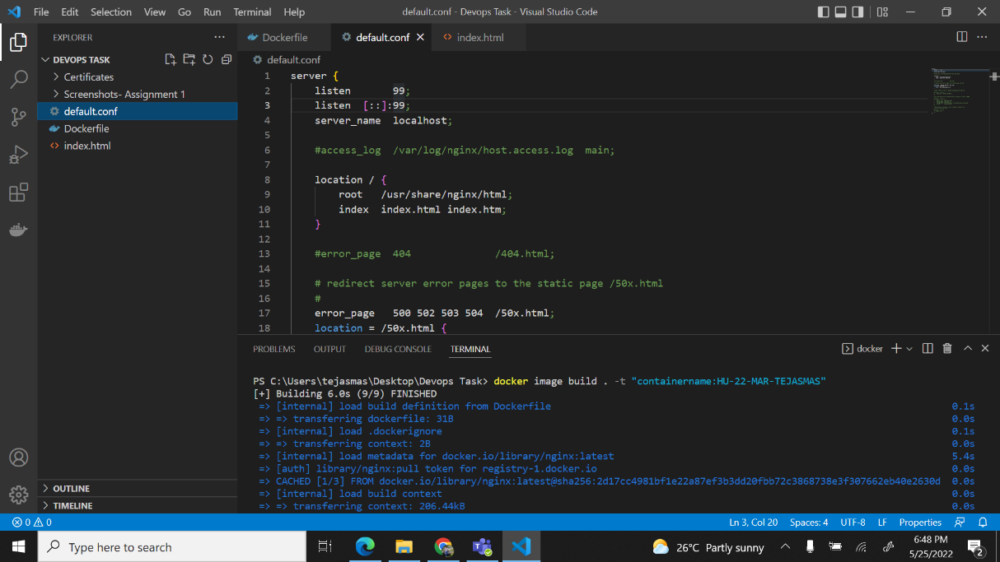 File Edit Selection View Go Run Terminal Help
default.conf - Devops Task - Visual Studio Code
EXPLORER
DEVOPS TASK
Certificates
Screenshots- Assignment 1
default.conf
Dockerfile
index.html
OUTLINE
TIMELINE
Dockerfile default.conf index.html
default.conf
1 server {
2 listen 99;
3 listen [::]:99;
4 server_name localhost;
5
6 #access_log /var/log/nginx/host.access.log main;
7
8 location / {
9 root /usr/share/nginx/html;
10 index index.html index.htm;
11 }
12
13 #error_page 404 /404.html;
14
15 # redirect server error pages to the static page /50x.html
16 #
17 error_page 500 502 503 504 /50x.html;
18 location = /50x.html {
PROBLEMS OUTPUT DEBUG CONSOLE TERMINAL
docker
PS C:\Users\tejasmas\Desktop\Devops Task> docker image build . -t "containername:HU-22-MAR-TEJASMAS"
[+] Building 6.0s (9/9) FINISHED
=> [internal] load build definition from Dockerfile 0.1s
=> => transferring dockerfile: 31B 0.0s
=> [internal] load .dockerignore 0.1s
=> => transferring context: 2B 0.0s
=> [internal] load metadata for docker.io/library/nginx:latest 5.4s
=> [auth] library/nginx:pull token for registry-1.docker.io 0.0s
=> CACHED [1/3] FROM docker.io/library/nginx:latest@sha256:2d17cc4981bf1e22a87ef3b3dd20fbb72c3868738e3f307662eb40e2630d 0.0s
=> [internal] load build context 0.0s
=> => transferring context: 206.44kB 0.0s
0 0
Ln 3, Col 20 Spaces: 4 UTF-8 LF Properties
Type here to search
26°C Partly sunny
6:48 PM
5/25/2022
2